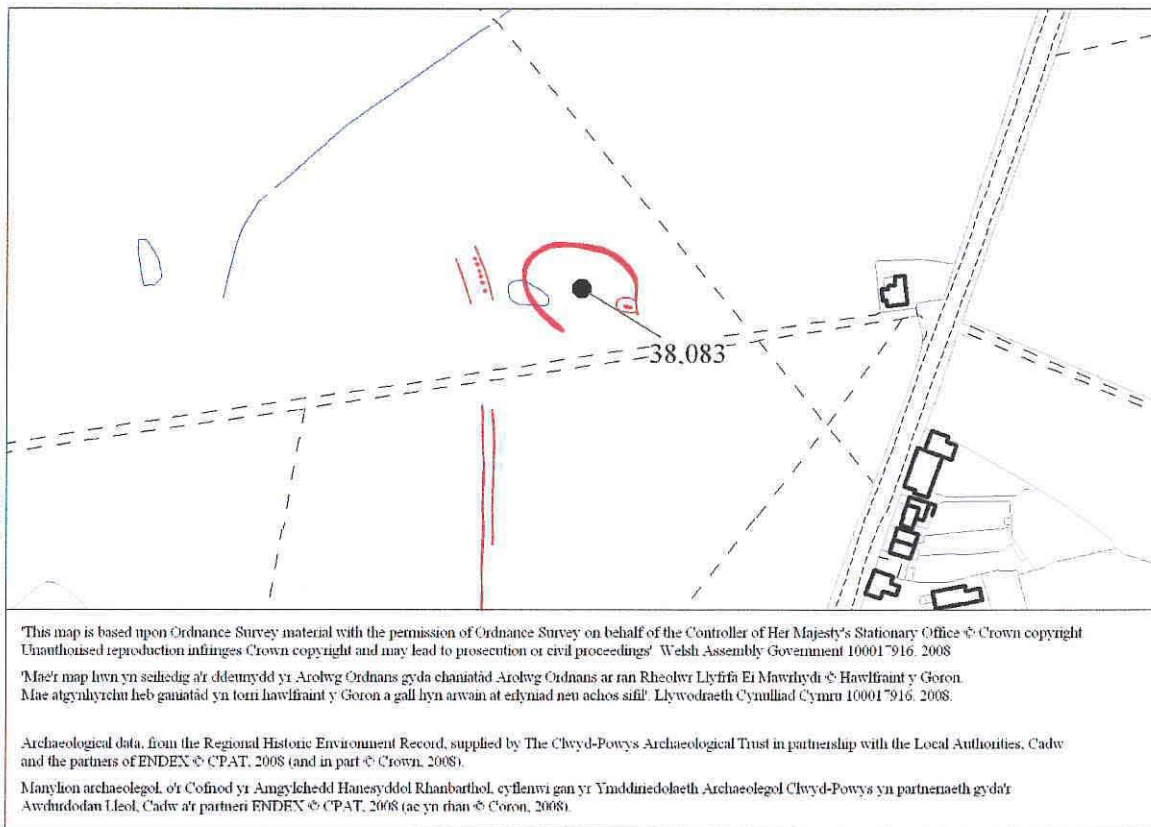 38,083
'This map is based upon Ordnance Survey material with the permission of Ordnance Survey on behalf of the Controller of Her Majesty's Stationary Office © Crown copyright
Unauthorised reproduction infringes Crown copyright and may lead to prosecution or civil proceedings' Welsh Assembly Government 100017916. 2008
'Mae'r map hwn yn seiliedig a'r ddeunydd yr Arolwg Ordnans gyda chaniatâd Arolwg Ordnans ar ran Rheolwr Llyfrfa Ei Mawrhydi © Hawlfraint y Goron.
Mae atgynhyrchu heb ganiatâd yn torri hawlfraint y Goron a gall hyn arwain at erlyniad neu achos sifil'. Llywodraeth Cynulliad Cymru 100017916. 2008.
Archaeological data, from the Regional Historic Environment Record, supplied by The Clwyd-Powys Archaeological Trust in partnership with the Local Authorities, Cadw
and the partners of ENDEX © CPAT, 2008 (and in part © Crown, 2008).
Manylion archaeolegol, o'r Cofnod yr Amgylchedd Hanesyddol Rhanbarthol, cyflenwi gan yr Ymddiriedolaeth Archaeolegol Clwyd-Powys yn partneriaeth gyda'r
Awdurdodau Lleol, Cadw a'r partneri ENDEX © CPAT, 2008 (ac yn rhan © Coron, 2008).